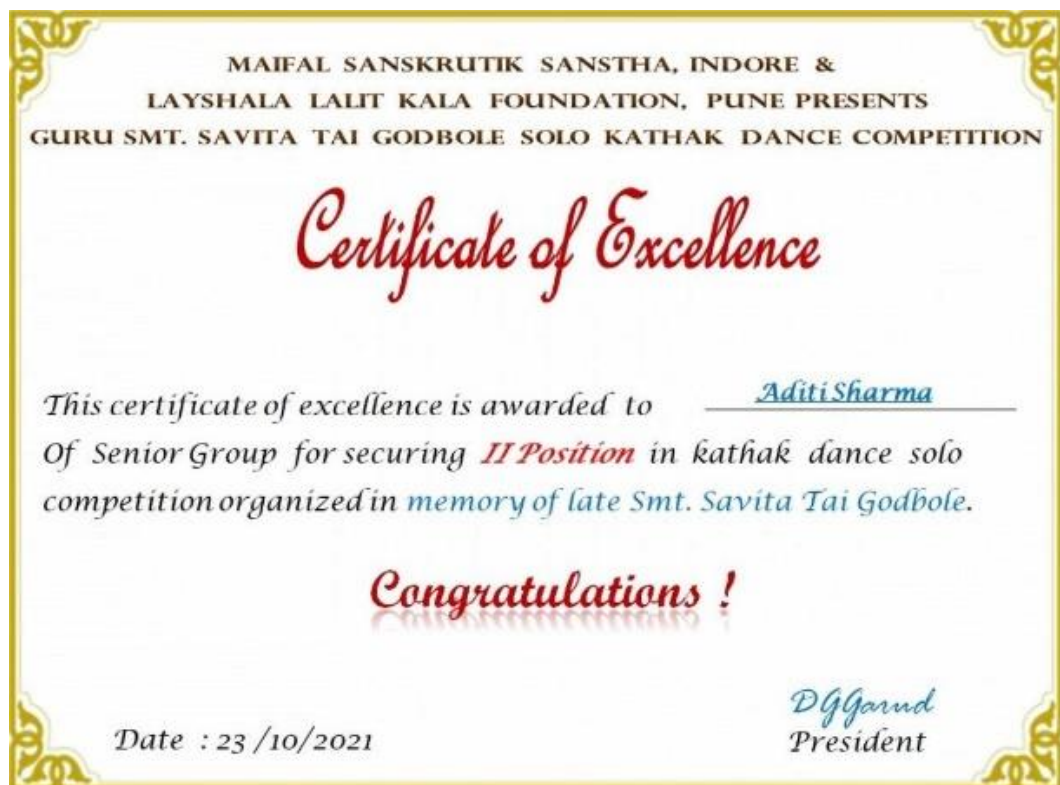 MAIFAL SANSKRUTIK SANSTHA, INDORE &
LAYSHALA LALIT KALA FOUNDATION, PUNE PRESENTS
GURU SMT. SAVITA TAI GODBOLE SOLO KATHAK DANCE COMPETITION
Certificate of Excellence
This certificate of excellence is awarded to Aditi Sharma
Of Senior Group for securing II Position in kathak dance solo
competition organized in memory of late Smt. Savita Tai Godbole.
Congratulations !
DGGarud
Date : 23 /10/2021 President